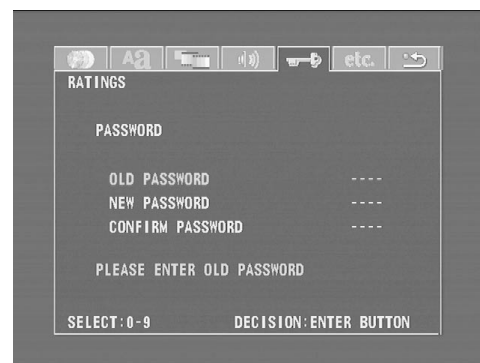 Aa etc.
RATINGS
PASSWORD
OLD PASSWORD ----
NEW PASSWORD ----
CONFIRM PASSWORD ----
PLEASE ENTER OLD PASSWORD
SELECT:0-9 DECISION:ENTER BUTTON